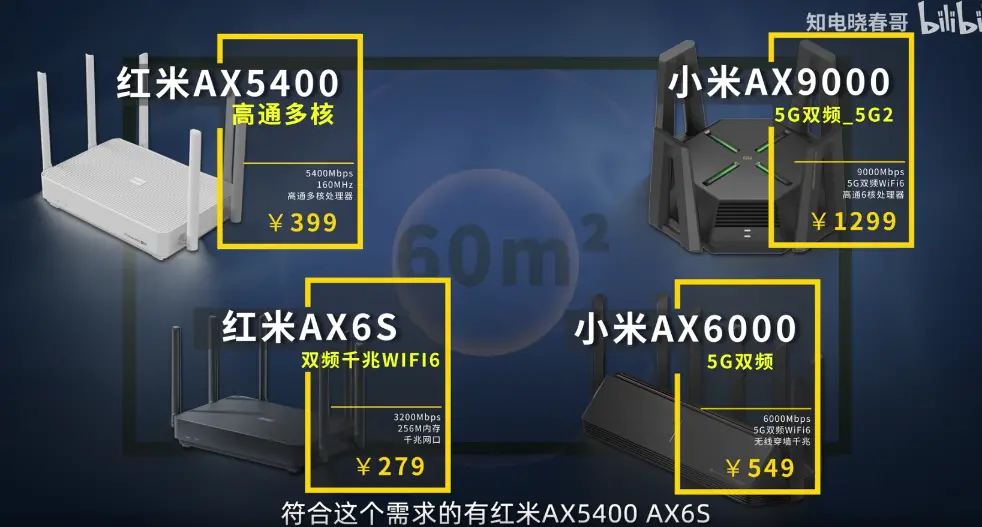 知电晓春哥 bilibi
红米AX5400
高通多核
5400Mbps
160MHz
高通多核处理器
￥399
小米AX9000
5G双频_5G2
9000Mbps
5G双频WiFi6
高通6核处理器
￥1299
60m²
红米AX6S
双频千兆WIFI6
3200Mbps
256M内存
千兆网口
￥279
小米AX6000
5G双频
6000Mbps
5G双频WiFi6
无线穿墙千兆
￥549
符合这个需求的有红米AX5400 AX6S